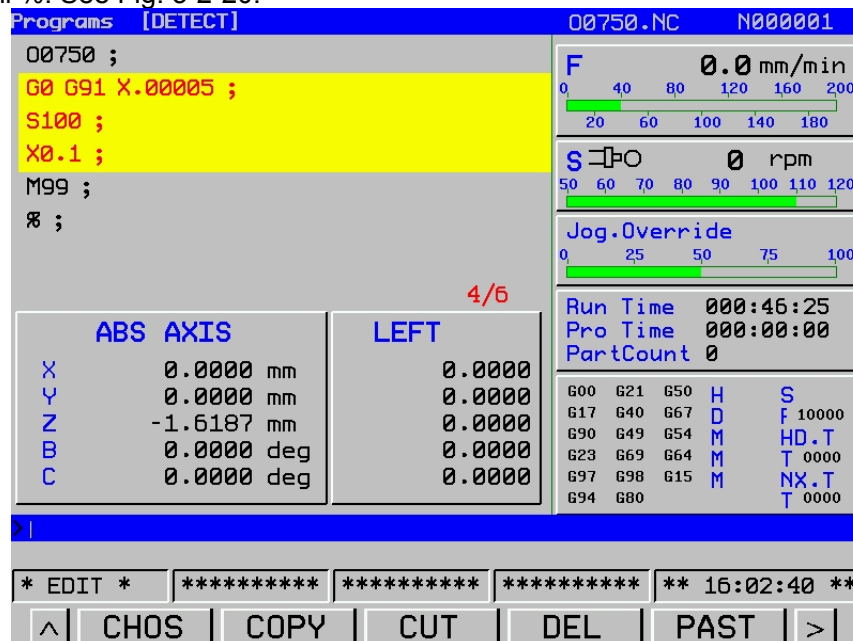 Programs [DETECT] O0750.NC N000001
O0750 ;
G0 G91 X.00005 ;
S100 ;
X0.1 ;
M99 ;
% ;
4/6
ABS AXIS LEFT
X 0.0000 mm 0.0000
Y 0.0000 mm 0.0000
Z -1.6187 mm 0.0000
B 0.0000 deg 0.0000
C 0.0000 deg 0.0000
F 0.0 mm/min
0 40 80 120 160 200
20 60 100 140 180
S 0 rpm
50 60 70 80 90 100 110 120
Jog.Override
0 25 50 75 100
Run Time 000:46:25
Pro Time 000:00:00
PartCount 0
G00 G21 G50 H S
G17 G40 G67 D F 10000
G90 G49 G54 M HD.T
G23 G69 G64 M T 0000
G97 G98 G15 M NX.T
G94 G80 T 0000
>|
* EDIT * ********** ********** ********** ** 16:02:40 **
^ CHOS COPY CUT DEL PAST >